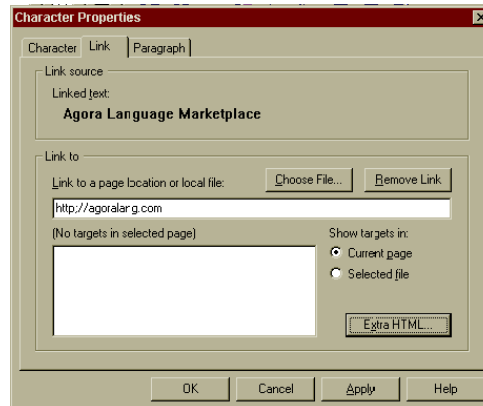 Character Properties
Character Link Paragraph
Link source
Linked text:
Agora Language Marketplace
Link to
Link to a page location or local file:
Choose File...
Remove Link
http;//agoralang.com
(No targets in selected page)
Show targets in:
Current page
Selected file
Extra HTML...
OK Cancel Apply Help